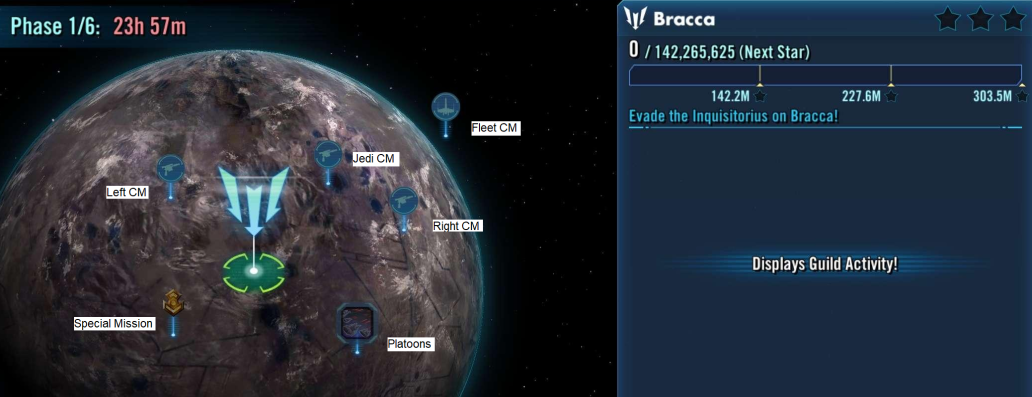 Phase 1/6: 23h 57m
Fleet CM
Jedi CM
Left CM
Right CM
Special Mission
Platoons
Bracca
0 / 142,265,625 (Next Star)
142.2M 227.6M 303.5M
Evade the Inquisitorius on Bracca!
Displays Guild Activity!